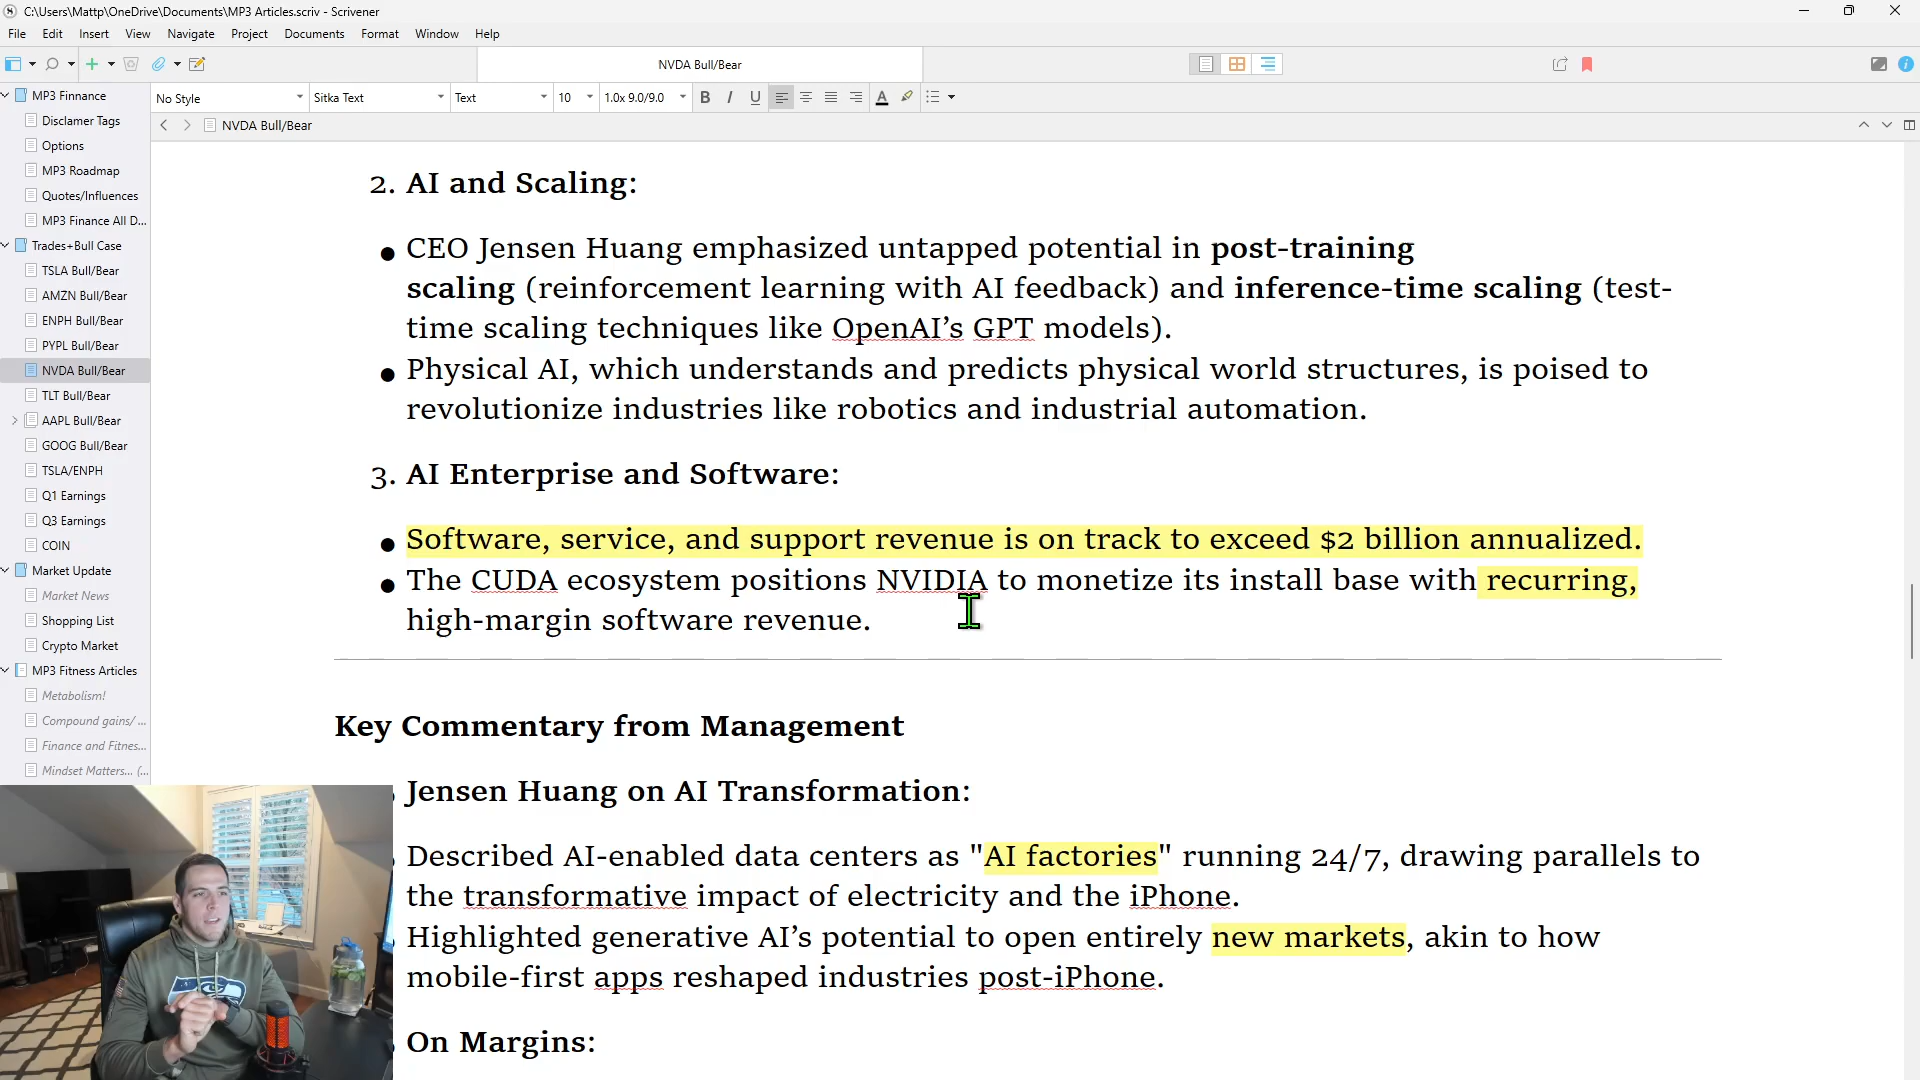 C:\Users\Mattp\OneDrive\Documents\MP3 Articles.scriv - Scrivener
File Edit Insert View Navigate Project Documents Format Window Help
NVDA Bull/Bear
No Style Sitka Text Text 10 1.0x 9.0/9.0 B I U A
NVDA Bull/Bear
MP3 Finnance
Disclamer Tags
Options
MP3 Roadmap
Quotes/Influences
MP3 Finance All D...
Trades+Bull Case
TSLA Bull/Bear
AMZN Bull/Bear
ENPH Bull/Bear
PYPL Bull/Bear
NVDA Bull/Bear
TLT Bull/Bear
AAPL Bull/Bear
GOOG Bull/Bear
TSLA/ENPH
Q1 Earnings
Q3 Earnings
COIN
Market Update
Market News
Shopping List
Crypto Market
MP3 Fitness Articles
Metabolism!
Compound gains/ ...
Finance and Fitnes...
Mindset Matters... (...
2. AI and Scaling:
● CEO Jensen Huang emphasized untapped potential in post-training
scaling (reinforcement learning with AI feedback) and inference-time scaling (test-
time scaling techniques like OpenAI’s GPT models).
● Physical AI, which understands and predicts physical world structures, is poised to
revolutionize industries like robotics and industrial automation.
3. AI Enterprise and Software:
● Software, service, and support revenue is on track to exceed $2 billion annualized.
● The CUDA ecosystem positions NVIDIA to monetize its install base with recurring,
high-margin software revenue.
Key Commentary from Management
Jensen Huang on AI Transformation:
Described AI-enabled data centers as "AI factories" running 24/7, drawing parallels to
the transformative impact of electricity and the iPhone.
Highlighted generative AI’s potential to open entirely new markets, akin to how
mobile-first apps reshaped industries post-iPhone.
On Margins: